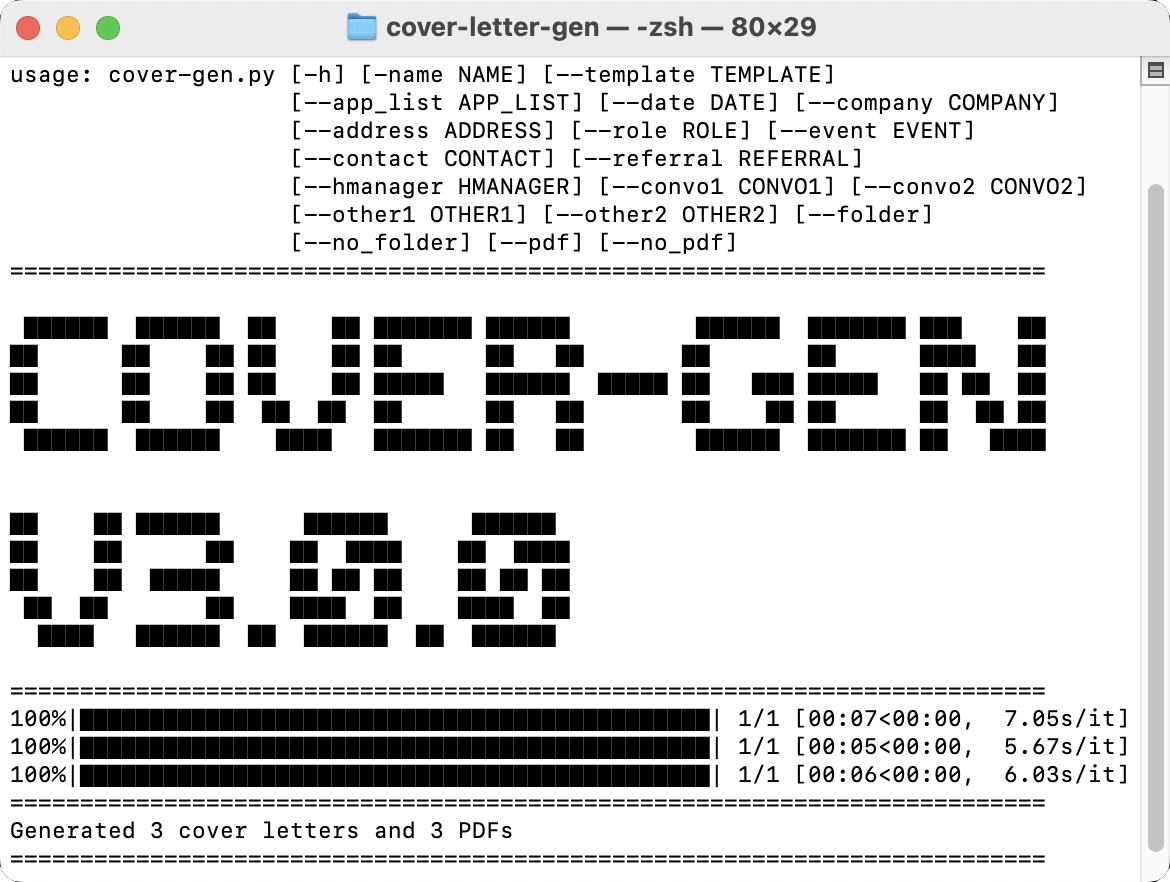 cover-letter-gen — -zsh — 80×29
usage: cover-gen.py [-h] [-name NAME] [--template TEMPLATE]
[--app_list APP_LIST] [--date DATE] [--company COMPANY]
[--address ADDRESS] [--role ROLE] [--event EVENT]
[--contact CONTACT] [--referral REFERRAL]
[--hmanager HMANAGER] [--convo1 CONVO1] [--convo2 CONVO2]
[--other1 OTHER1] [--other2 OTHER2] [--folder]
[--no_folder] [--pdf] [--no_pdf]
==========================================================================
COVER-GEN
V3.0.0
==========================================================================
100%|█████████████████████████████████████████████| 1/1 [00:07<00:00,  7.05s/it]
100%|█████████████████████████████████████████████| 1/1 [00:05<00:00,  5.67s/it]
100%|█████████████████████████████████████████████| 1/1 [00:06<00:00,  6.03s/it]
==========================================================================
Generated 3 cover letters and 3 PDFs
==========================================================================